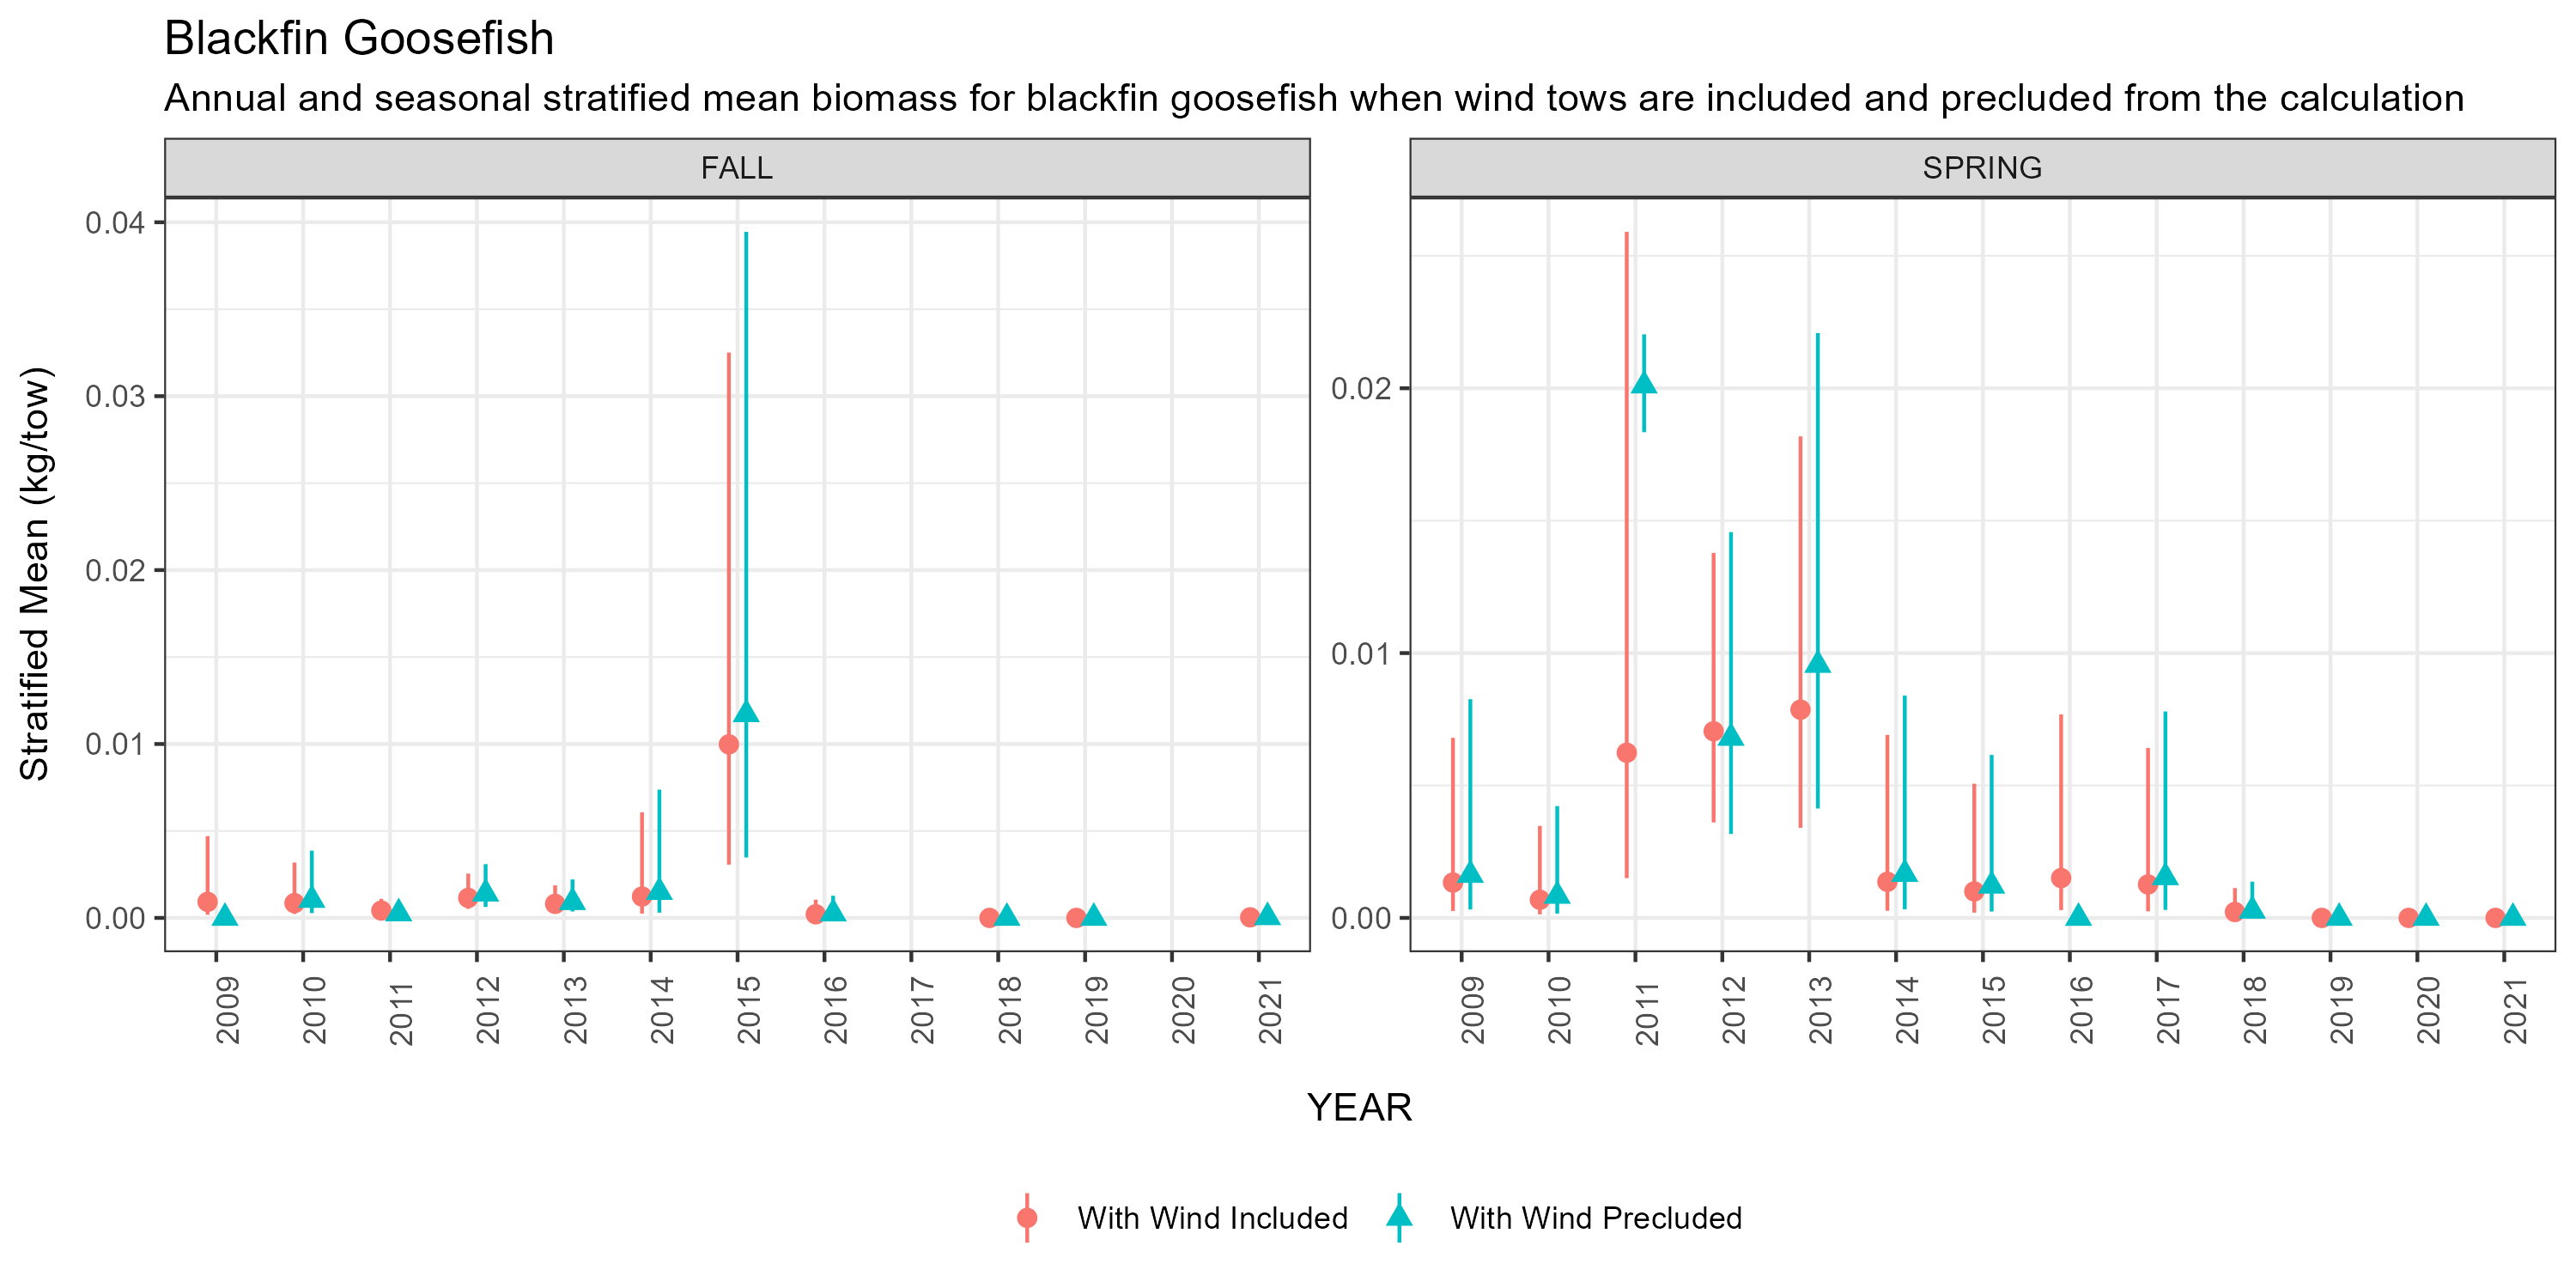 Blackfin Goosefish
Annual and seasonal stratified mean biomass for blackfin goosefish when wind tows are included and precluded from the calculation
FALL
SPRING
Stratified Mean (kg/tow)
0.04
0.03
0.02
0.01
0.00
0.02
0.01
0.00
2009 2010 2011 2012 2013 2014 2015 2016 2017 2018 2019 2020 2021
2009 2010 2011 2012 2013 2014 2015 2016 2017 2018 2019 2020 2021
YEAR
With Wind Included
With Wind Precluded